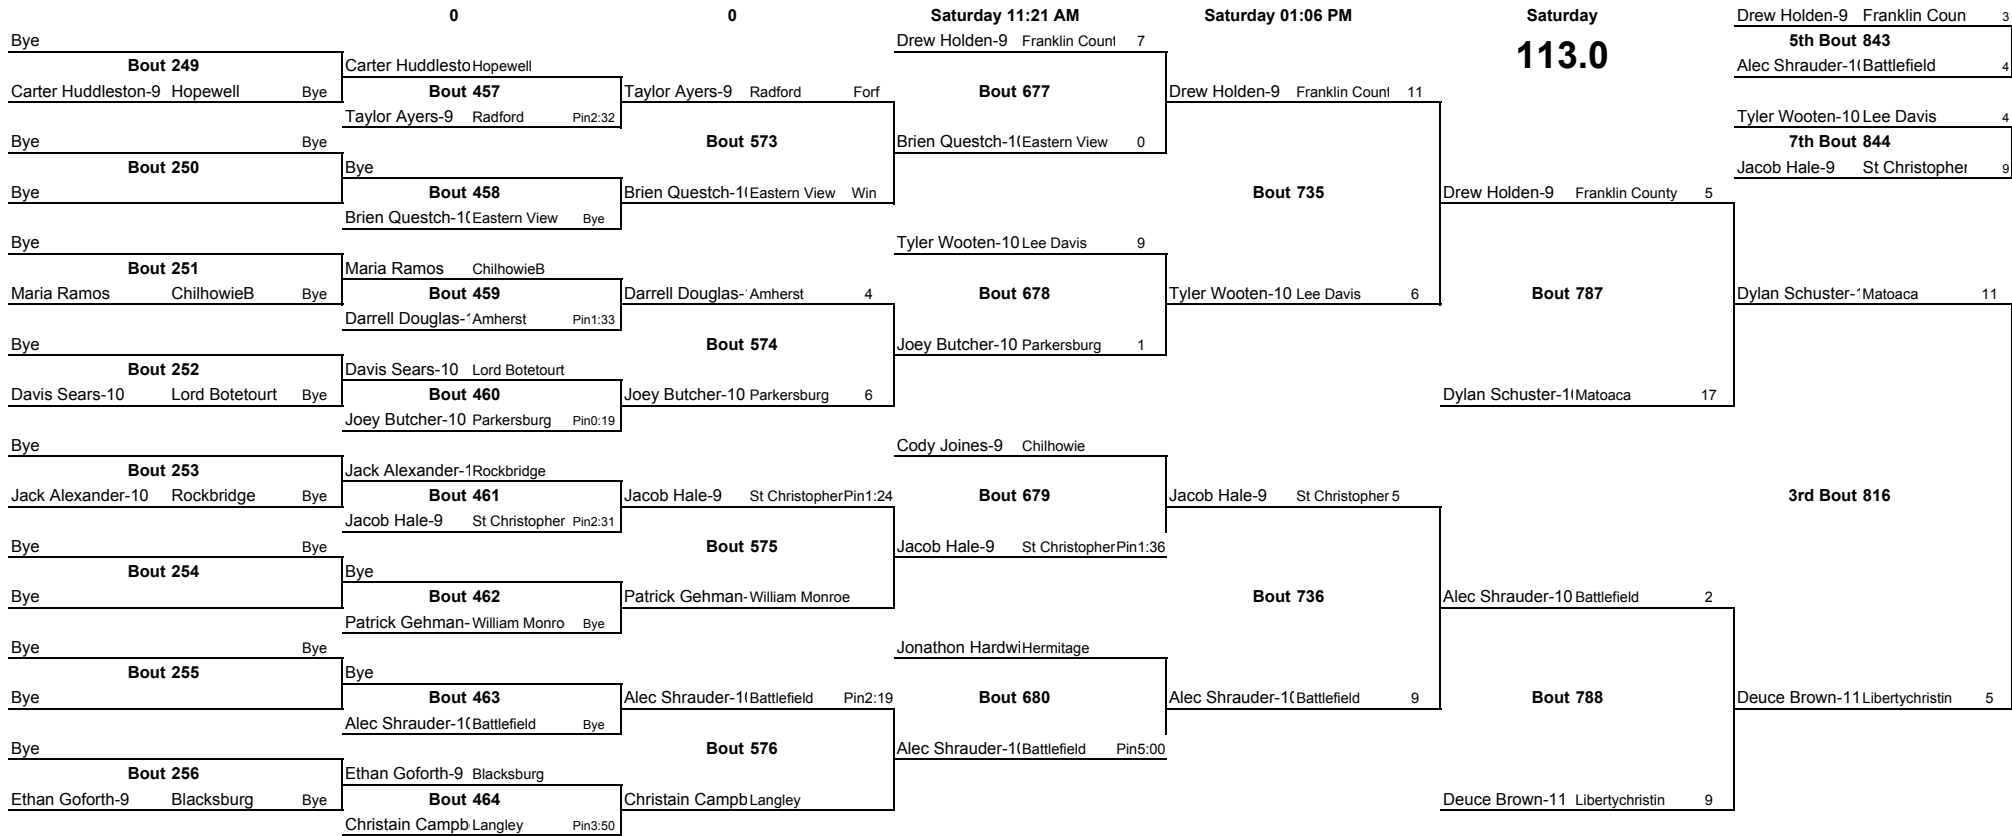 0 0 Saturday 11:21 AM Saturday 01:06 PM Saturday Drew Holden-9 Franklin Coun 3
Bye Drew Holden-9 Franklin Count 7 113.0 5th Bout 843
Bout 249 Carter Huddlesto Hopewell Alec Shrauder-1( Battlefield 4
Carter Huddleston-9 Hopewell Bye Bout 457 Taylor Ayers-9 Radford Forf Bout 677 Drew Holden-9 Franklin Count 11
Taylor Ayers-9 Radford Pin2:32 Tyler Wooten-10 Lee Davis 4
Bye Bye Bout 573 Brien Questch-1( Eastern View 0 7th Bout 844
Bout 250 Bye Jacob Hale-9 St Christopher 9
Bye Bout 458 Brien Questch-1( Eastern View Win Bout 735 Drew Holden-9 Franklin County 5
Brien Questch-1( Eastern View Bye
Bye Tyler Wooten-10 Lee Davis 9
Bout 251 Maria Ramos ChilhowieB
Maria Ramos ChilhowieB Bye Bout 459 Darrell Douglas- Amherst 4 Bout 678 Tyler Wooten-10 Lee Davis 6 Bout 787 Dylan Schuster-1 Matoaca 11
Darrell Douglas-1 Amherst Pin1:33
Bye Bout 574 Joey Butcher-10 Parkersburg 1
Bout 252 Davis Sears-10 Lord Botetourt
Davis Sears-10 Lord Botetourt Bye Bout 460 Joey Butcher-10 Parkersburg 6 Dylan Schuster-1( Matoaca 17
Joey Butcher-10 Parkersburg Pin0:19
Bye Cody Joines-9 Chilhowie
Bout 253 Jack Alexander-1 Rockbridge
Jack Alexander-10 Rockbridge Bye Bout 461 Jacob Hale-9 St Christopher Pin1:24 Bout 679 Jacob Hale-9 St Christopher 5 3rd Bout 816
Jacob Hale-9 St Christopher Pin2:31
Bye Bye Bout 575 Jacob Hale-9 St Christopher Pin1:36
Bout 254 Bye
Bye Bout 462 Patrick Gehman- William Monroe Bout 736 Alec Shrauder-10 Battlefield 2
Patrick Gehman- William Monro Bye
Bye Bye Jonathon Hardwi Hermitage
Bout 255 Bye
Bye Bout 463 Alec Shrauder-1( Battlefield Pin2:19 Bout 680 Alec Shrauder-1( Battlefield 9 Bout 788 Deuce Brown-11 Libertychristin 5
Alec Shrauder-1( Battlefield Bye
Bye Bout 576 Alec Shrauder-1( Battlefield Pin5:00
Bout 256 Ethan Goforth-9 Blacksburg
Ethan Goforth-9 Blacksburg Bye Bout 464 Christain Campb Langley Deuce Brown-11 Libertychristin 9
Christain Campb Langley Pin3:50